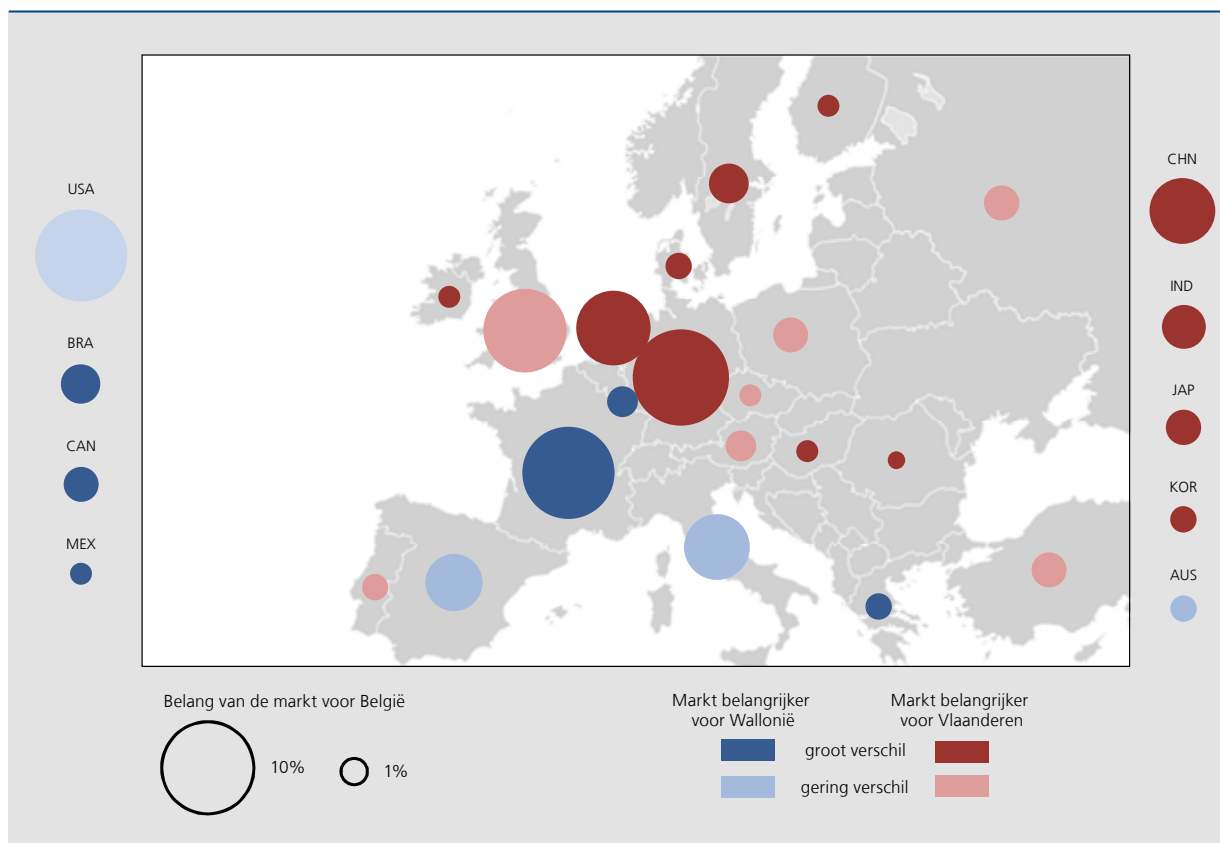 USA
BRA
CAN
MEX
CHN
IND
JAP
KOR
AUS
Belang van de markt voor België
10%
1%
Markt belangrijker
voor Wallonië
Markt belangrijker
voor Vlaanderen
groot verschil
gering verschil